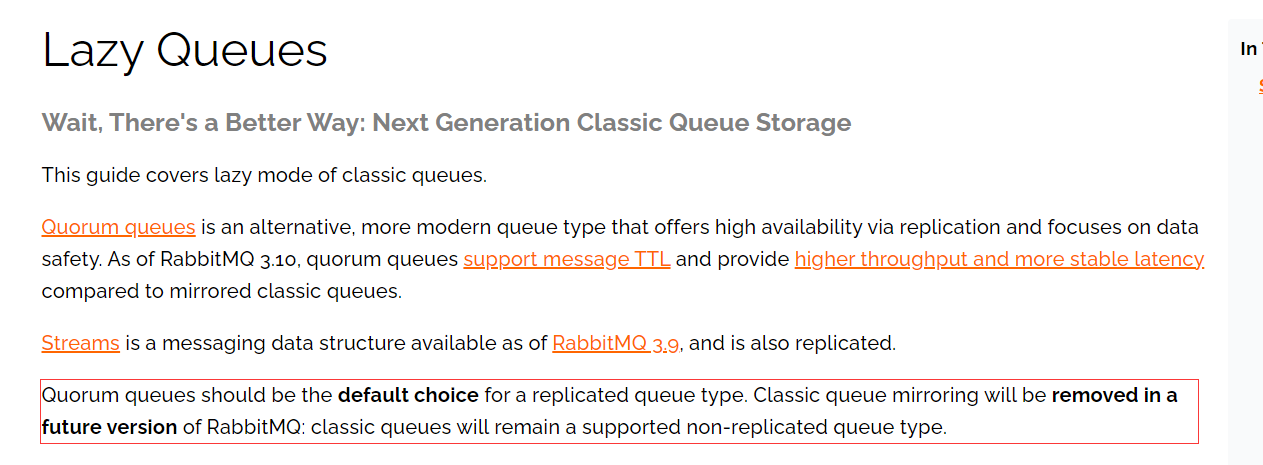 Lazy Queues
In
Wait, There's a Better Way: Next Generation Classic Queue Storage
This guide covers lazy mode of classic queues.
Quorum queues is an alternative, more modern queue type that offers high availability via replication and focuses on data
safety. As of RabbitMQ 3.10, quorum queues support message TTL and provide higher throughput and more stable latency
compared to mirrored classic queues.
Streams is a messaging data structure available as of RabbitMQ 3.9, and is also replicated.
Quorum queues should be the default choice for a replicated queue type. Classic queue mirroring will be removed in a
future version of RabbitMQ: classic queues will remain a supported non-replicated queue type.